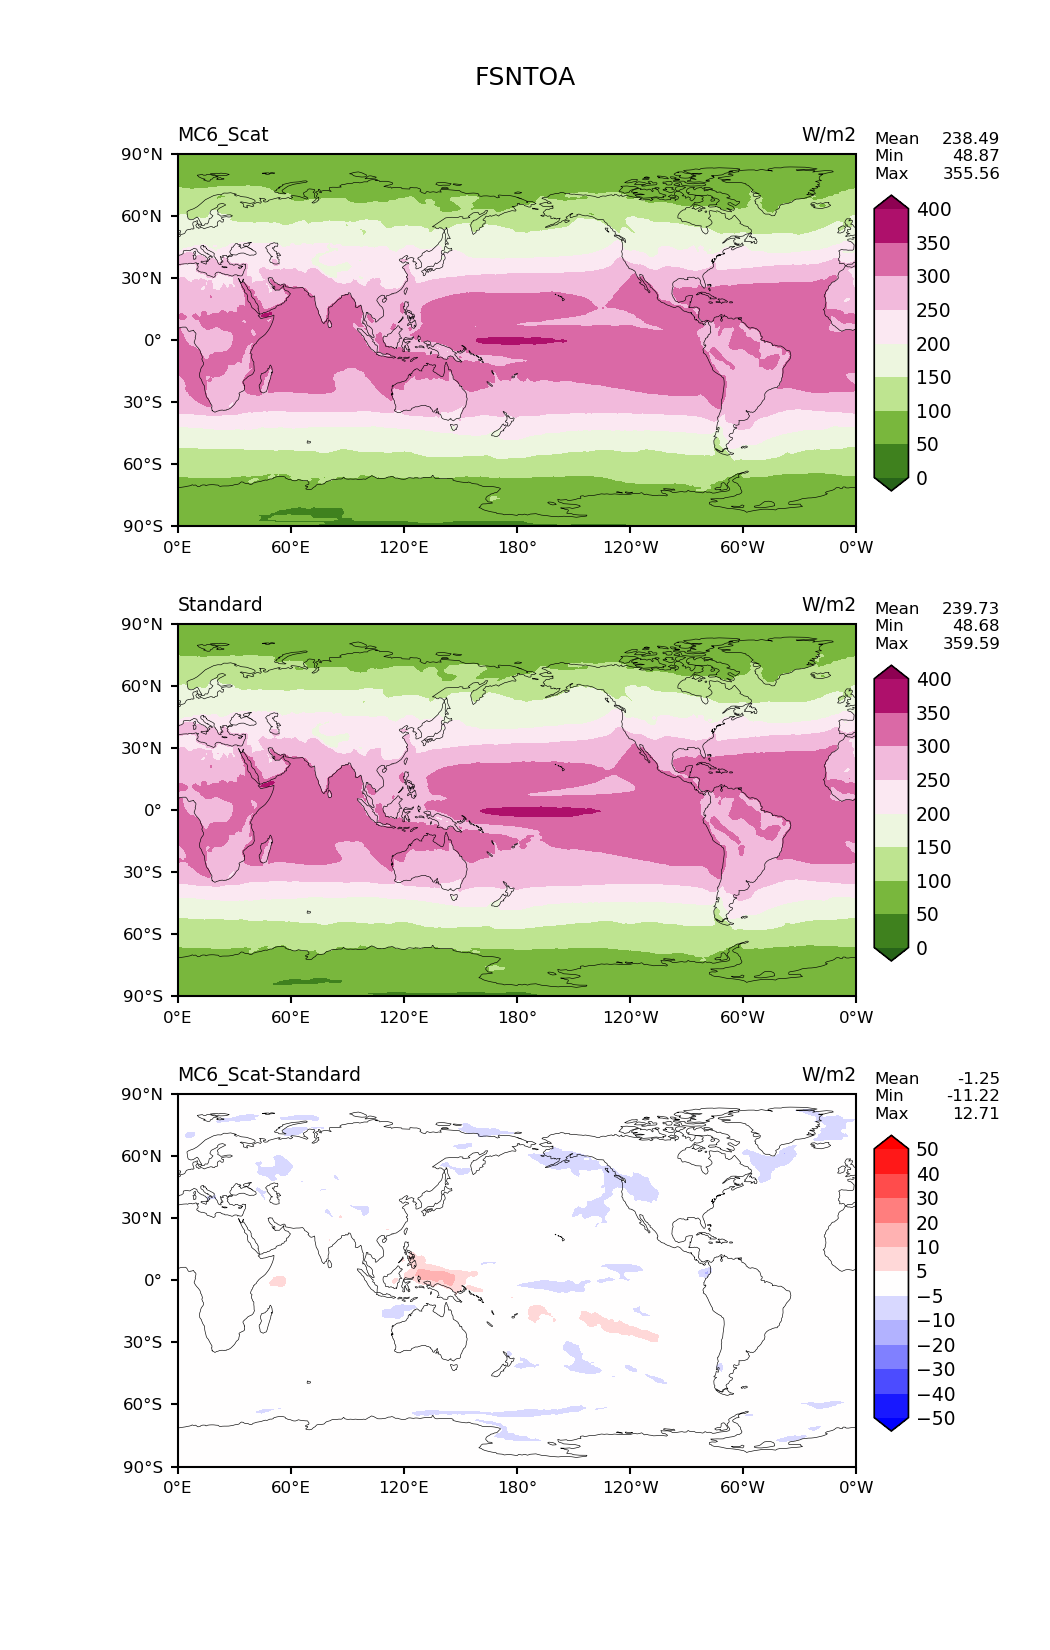 FSNTOA
MC6_Scat W/m2
Mean 238.49
Min 48.87
Max 355.56
90°N
60°N
30°N
0°
30°S
60°S
90°S
0°E 60°E 120°E 180° 120°W 60°W 0°W
400
350
300
250
200
150
100
50
0
Standard W/m2
Mean 239.73
Min 48.68
Max 359.59
90°N
60°N
30°N
0°
30°S
60°S
90°S
0°E 60°E 120°E 180° 120°W 60°W 0°W
400
350
300
250
200
150
100
50
0
MC6_Scat-Standard W/m2
Mean -1.25
Min -11.22
Max 12.71
90°N
60°N
30°N
0°
30°S
60°S
90°S
0°E 60°E 120°E 180° 120°W 60°W 0°W
50
40
30
20
10
5
−5
−10
−20
−30
−40
−50